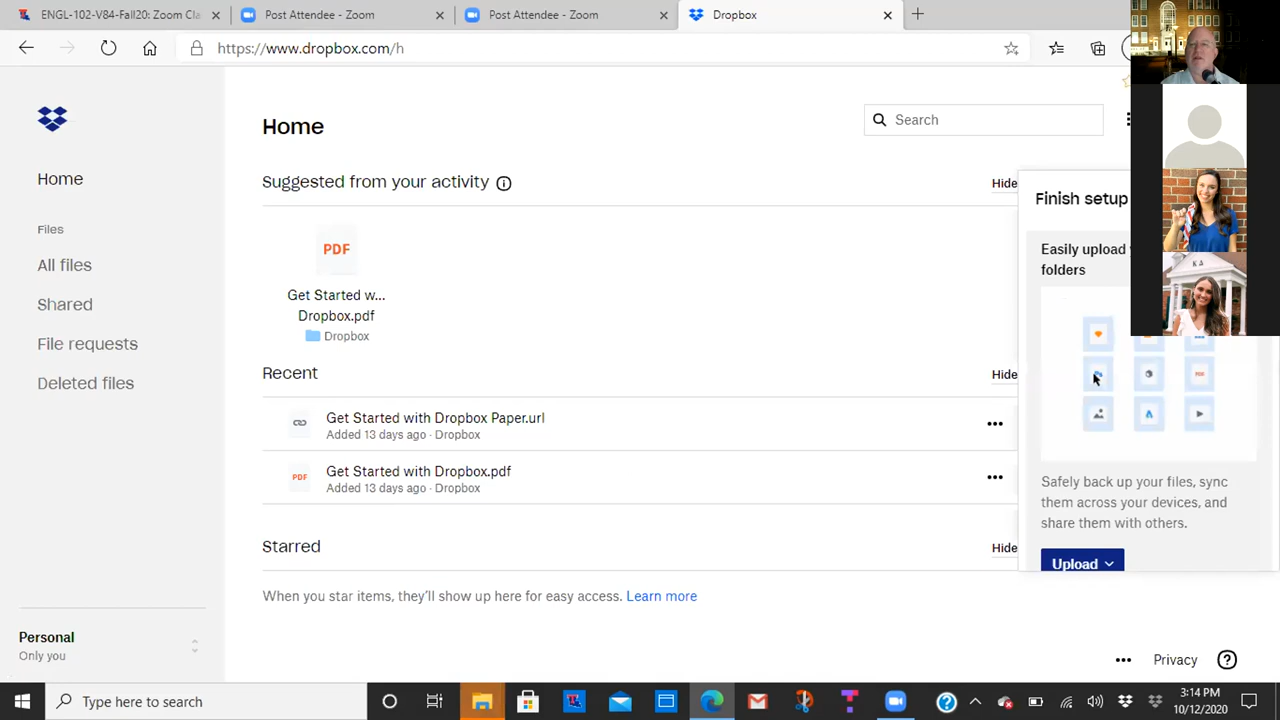 ENGL-102-V84-Fall20: Zoom Cla
Post Attendee - Zoom
Post Attendee - Zoom
Dropbox
https://www.dropbox.com/h
Home
Search
Home
Suggested from your activity
Hide
Finish setup
Files
All files
Shared
File requests
Deleted files
PDF
Get Started w...
Dropbox.pdf
Dropbox
Easily upload
folders
Recent
Hide
Get Started with Dropbox Paper.url
Added 13 days ago · Dropbox
PDF
Get Started with Dropbox.pdf
Added 13 days ago · Dropbox
PDF
Safely back up your files, sync
them across your devices, and
share them with others.
Upload
Starred
Hide
When you star items, they'll show up here for easy access. Learn more
Personal
Only you
Privacy
Type here to search
3:14 PM
10/12/2020
ΚΔ